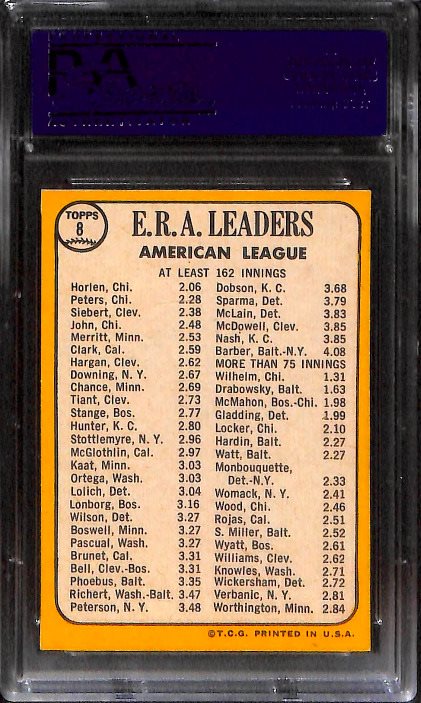 PSA
TOPPS
8
E.R.A. LEADERS
AMERICAN LEAGUE
AT LEAST 162 INNINGS
Horlen, Chi. 2.06
Peters, Chi. 2.28
Siebert, Clev. 2.38
John, Chi. 2.48
Merritt, Minn. 2.53
Clark, Cal. 2.59
Hargan, Clev. 2.62
Downing, N. Y. 2.67
Chance, Minn. 2.69
Tiant, Clev. 2.73
Stange, Bos. 2.77
Hunter, K. C. 2.80
Stottlemyre, N. Y. 2.96
McGlothlin, Cal. 2.97
Kaat, Minn. 3.03
Ortega, Wash. 3.03
Lolich, Det. 3.04
Lonborg, Bos. 3.16
Wilson, Det. 3.27
Boswell, Minn. 3.27
Pascual, Wash. 3.27
Brunet, Cal. 3.31
Bell, Clev.-Bos. 3.31
Phoebus, Balt. 3.35
Richert, Wash.-Balt. 3.47
Peterson, N. Y. 3.48
Dobson, K. C. 3.68
Sparma, Det. 3.79
McLain, Det. 3.83
McDowell, Clev. 3.85
Nash, K. C. 3.85
Barber, Balt.-N.Y. 4.08
MORE THAN 75 INNINGS
Wilhelm, Chi. 1.31
Drabowsky, Balt. 1.63
McMahon, Bos.-Chi. 1.98
Gladding, Det. 1.99
Locker, Chi. 2.10
Hardin, Balt. 2.27
Watt, Balt. 2.27
Monbouquette,
Det.-N.Y. 2.33
Womack, N. Y. 2.41
Wood, Chi. 2.46
Rojas, Cal. 2.51
S. Miller, Balt. 2.52
Wyatt, Bos. 2.61
Williams, Clev. 2.62
Knowles, Wash. 2.71
Wickersham, Det. 2.72
Verbanic, N. Y. 2.81
Worthington, Minn. 2.84
©T.C.G. PRINTED IN U.S.A.